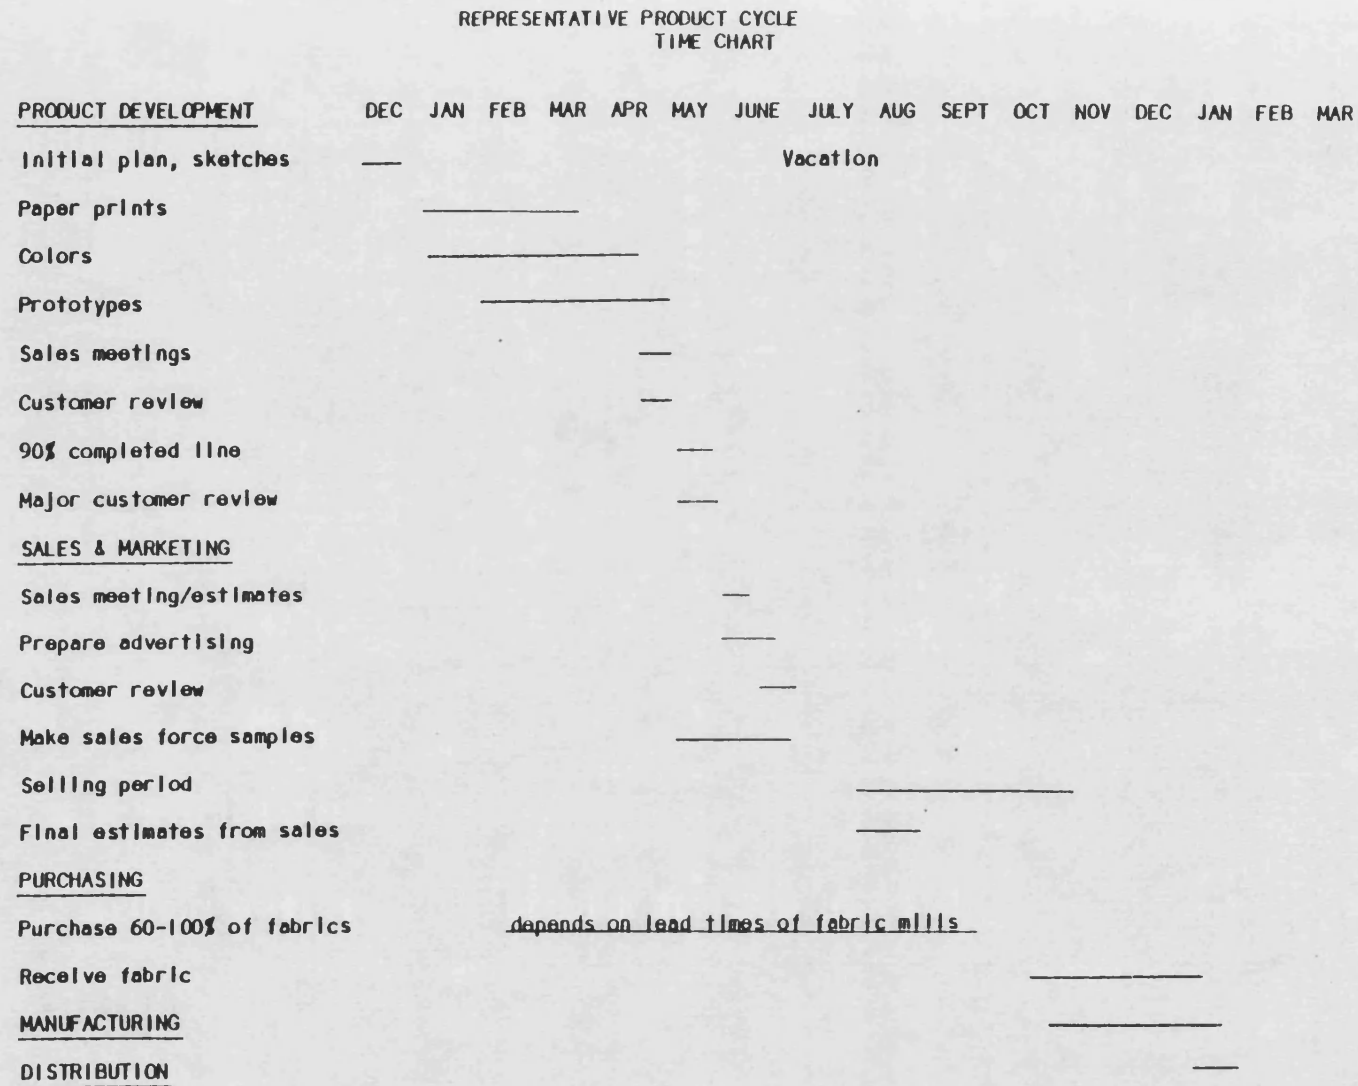 REPRESENTATIVE PRODUCT CYCLE
TIME CHART
PRODUCT DEVELOPMENT DEC JAN FEB MAR APR MAY JUNE JULY AUG SEPT OCT NOV DEC JAN FEB MAR
Initial plan, sketches Vacation
Paper prints
Colors
Prototypes
Sales meetings
Customer review
90% completed line
Major customer review
SALES & MARKETING
Sales meeting/estimates
Prepare advertising
Customer review
Make sales force samples
Selling period
Final estimates from sales
PURCHASING
Purchase 60-100% of fabrics depends on lead times of fabric mills
Receive fabric
MANUFACTURING
DISTRIBUTION